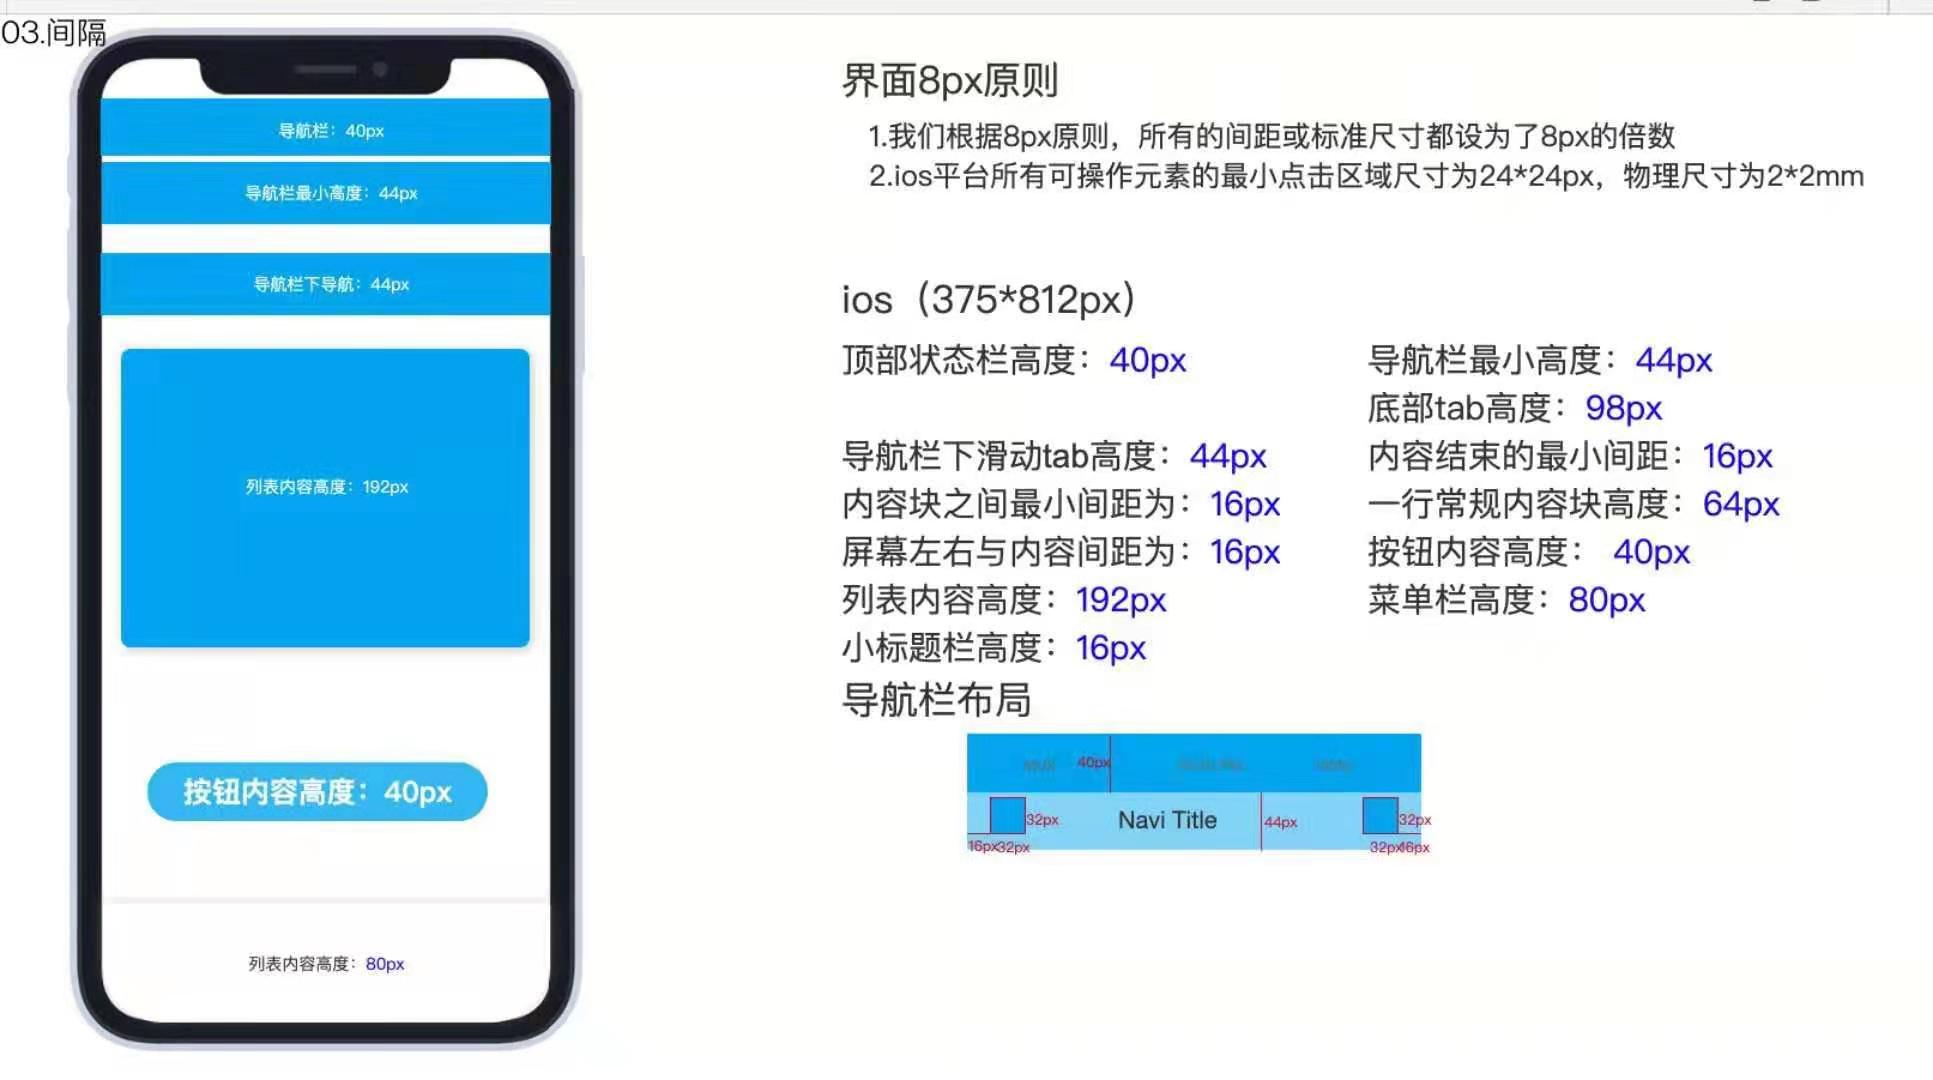 03.间隔
导航栏：40px
导航栏最小高度：44px
导航栏下导航：44px
列表内容高度：192px
按钮内容高度：40px
列表内容高度：80px
界面8px原则
1.我们根据8px原则，所有的间距或标准尺寸都设为了8px的倍数
2.ios平台所有可操作元素的最小点击区域尺寸为24*24px，物理尺寸为2*2mm
ios（375*812px）
顶部状态栏高度：40px
导航栏最小高度：44px
底部tab高度：98px
导航栏下滑动tab高度：44px
内容结束的最小间距：16px
内容块之间最小间距为：16px
一行常规内容块高度：64px
屏幕左右与内容间距为：16px
按钮内容高度： 40px
列表内容高度：192px
菜单栏高度：80px
小标题栏高度：16px
导航栏布局
40px
32px
Navi Title
44px
32px
16px
32px
32px
16px